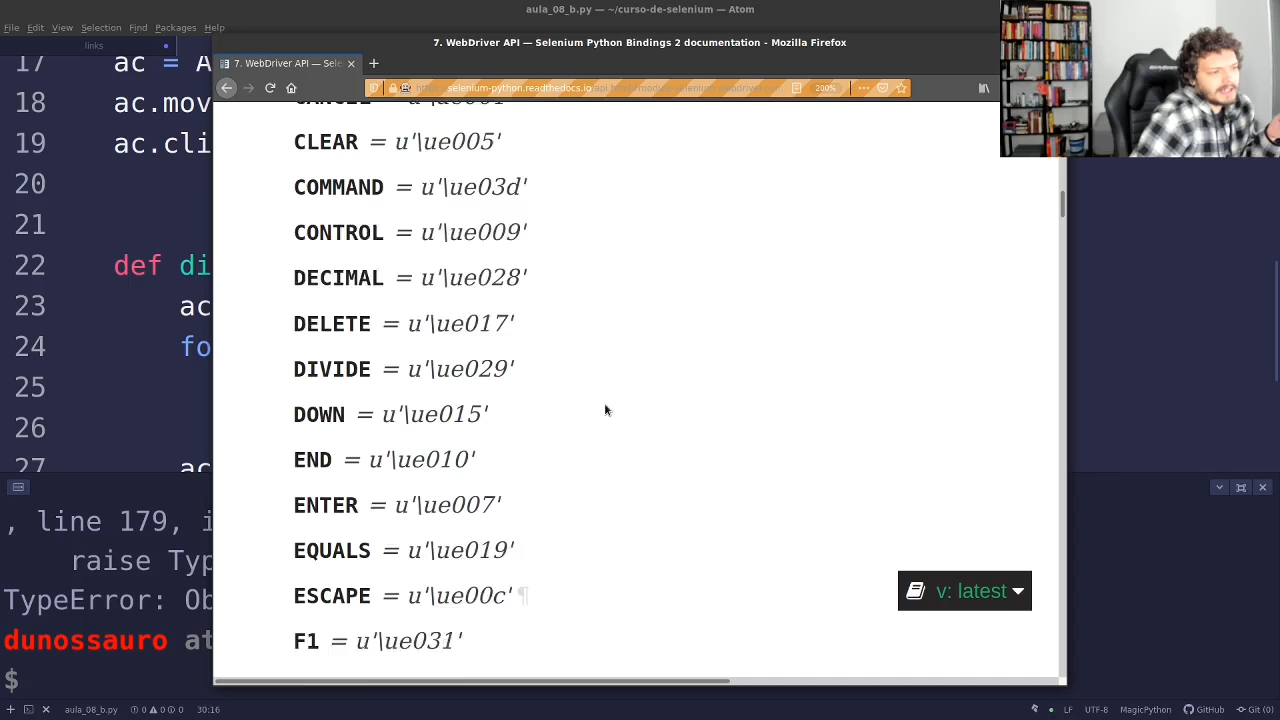 aula_08_b.py — ~/curso-de-selenium — Atom
File Edit View Selection Find Packages Help
links
7. WebDriver API — Selenium Python Bindings 2 documentation - Mozilla Firefox
7. WebDriver API — Sele
selenium-python.readthedocs.io
200%
17 ac = A
18 ac.mov
19 ac.cli
20
21
22 def di
23 ac
24 fo
25
26
27 ac
CLEAR = u'\ue005'
COMMAND = u'\ue03d'
CONTROL = u'\ue009'
DECIMAL = u'\ue028'
DELETE = u'\ue017'
DIVIDE = u'\ue029'
DOWN = u'\ue015'
END = u'\ue010'
ENTER = u'\ue007'
EQUALS = u'\ue019'
ESCAPE = u'\ue00c' ¶
F1 = u'\ue031'
v: latest
, line 179, i
raise Typ
TypeError: Ob
dunossauro at
$
aula_08_b.py 0 0 0 30:16 LF UTF-8 MagicPython GitHub Git (0)